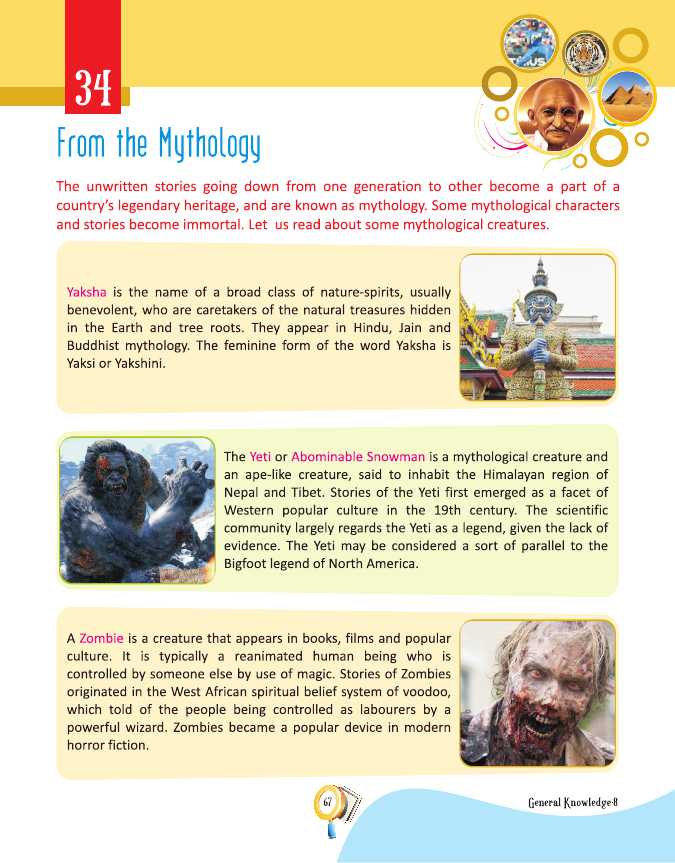 34
From the Mythology
The unwritten stories going down from one generation to other become a part of a
country's legendary heritage, and are known as mythology. Some mythological characters
and stories become immortal. Let us read about some mythological creatures.
Yaksha is the name of a broad class of nature-spirits, usually
benevolent, who are caretakers of the natural treasures hidden
in the Earth and tree roots. They appear in Hindu, Jain and
Buddhist mythology. The feminine form of the word Yaksha is
Yaksi or Yakshini.
The Yeti or Abominable Snowman is a mythological creature and
an ape-like creature, said to inhabit the Himalayan region of
Nepal and Tibet. Stories of the Yeti first emerged as a facet of
Western popular culture in the 19th century. The scientific
community largely regards the Yeti as a legend, given the lack of
evidence. The Yeti may be considered a sort of parallel to the
Bigfoot legend of North America.
A Zombie is a creature that appears in books, films and popular
culture. It is typically a reanimated human being who is
controlled by someone else by use of magic. Stories of Zombies
originated in the West African spiritual belief system of voodoo,
which told of the people being controlled as labourers by a
powerful wizard. Zombies became a popular device in modern
horror fiction.
67
General Knowledge-8